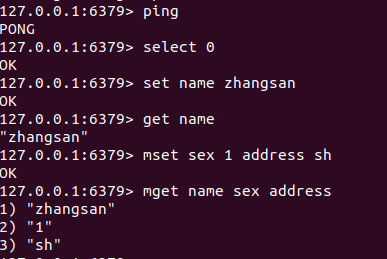 127.0.0.1:6379> ping
PONG
127.0.0.1:6379> select 0
OK
127.0.0.1:6379> set name zhangsan
OK
127.0.0.1:6379> get name
"zhangsan"
127.0.0.1:6379> mset sex 1 address sh
OK
127.0.0.1:6379> mget name sex address
1) "zhangsan"
2) "1"
3) "sh"